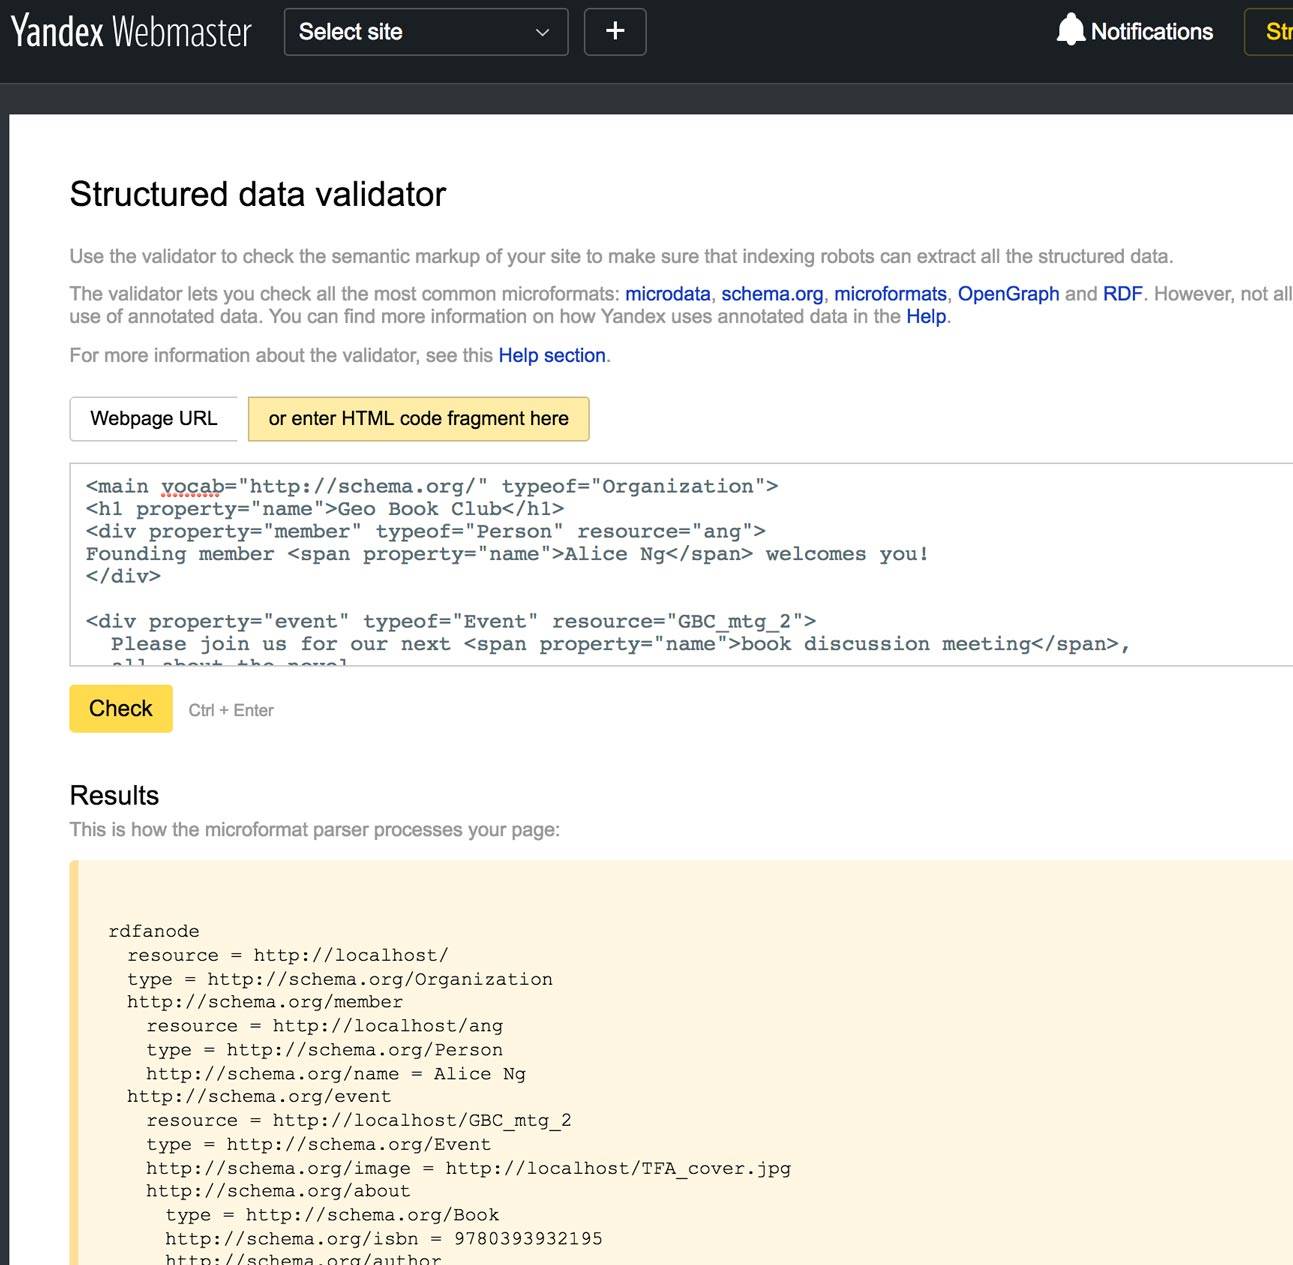 Yandex Webmaster
Select site
+
Notifications
Str
Structured data validator
Use the validator to check the semantic markup of your site to make sure that indexing robots can extract all the structured data.
The validator lets you check all the most common microformats: microdata, schema.org, microformats, OpenGraph and RDF. However, not all
use of annotated data. You can find more information on how Yandex uses annotated data in the Help.
For more information about the validator, see this Help section.
Webpage URL
or enter HTML code fragment here
<main vocab="http://schema.org/" typeof="Organization">
<h1 property="name">Geo Book Club</h1>
<div property="member" typeof="Person" resource="ang">
Founding member <span property="name">Alice Ng</span> welcomes you!
</div>
<div property="event" typeof="Event" resource="GBC_mtg_2">
Please join us for our next <span property="name">book discussion meeting</span>,
all about the novel
Check
Ctrl + Enter
Results
This is how the microformat parser processes your page:
rdfanode
resource = http://localhost/
type = http://schema.org/Organization
http://schema.org/member
resource = http://localhost/ang
type = http://schema.org/Person
http://schema.org/name = Alice Ng
http://schema.org/event
resource = http://localhost/GBC_mtg_2
type = http://schema.org/Event
http://schema.org/image = http://localhost/TFA_cover.jpg
http://schema.org/about
type = http://schema.org/Book
http://schema.org/isbn = 9780393932195
http://schema.org/author